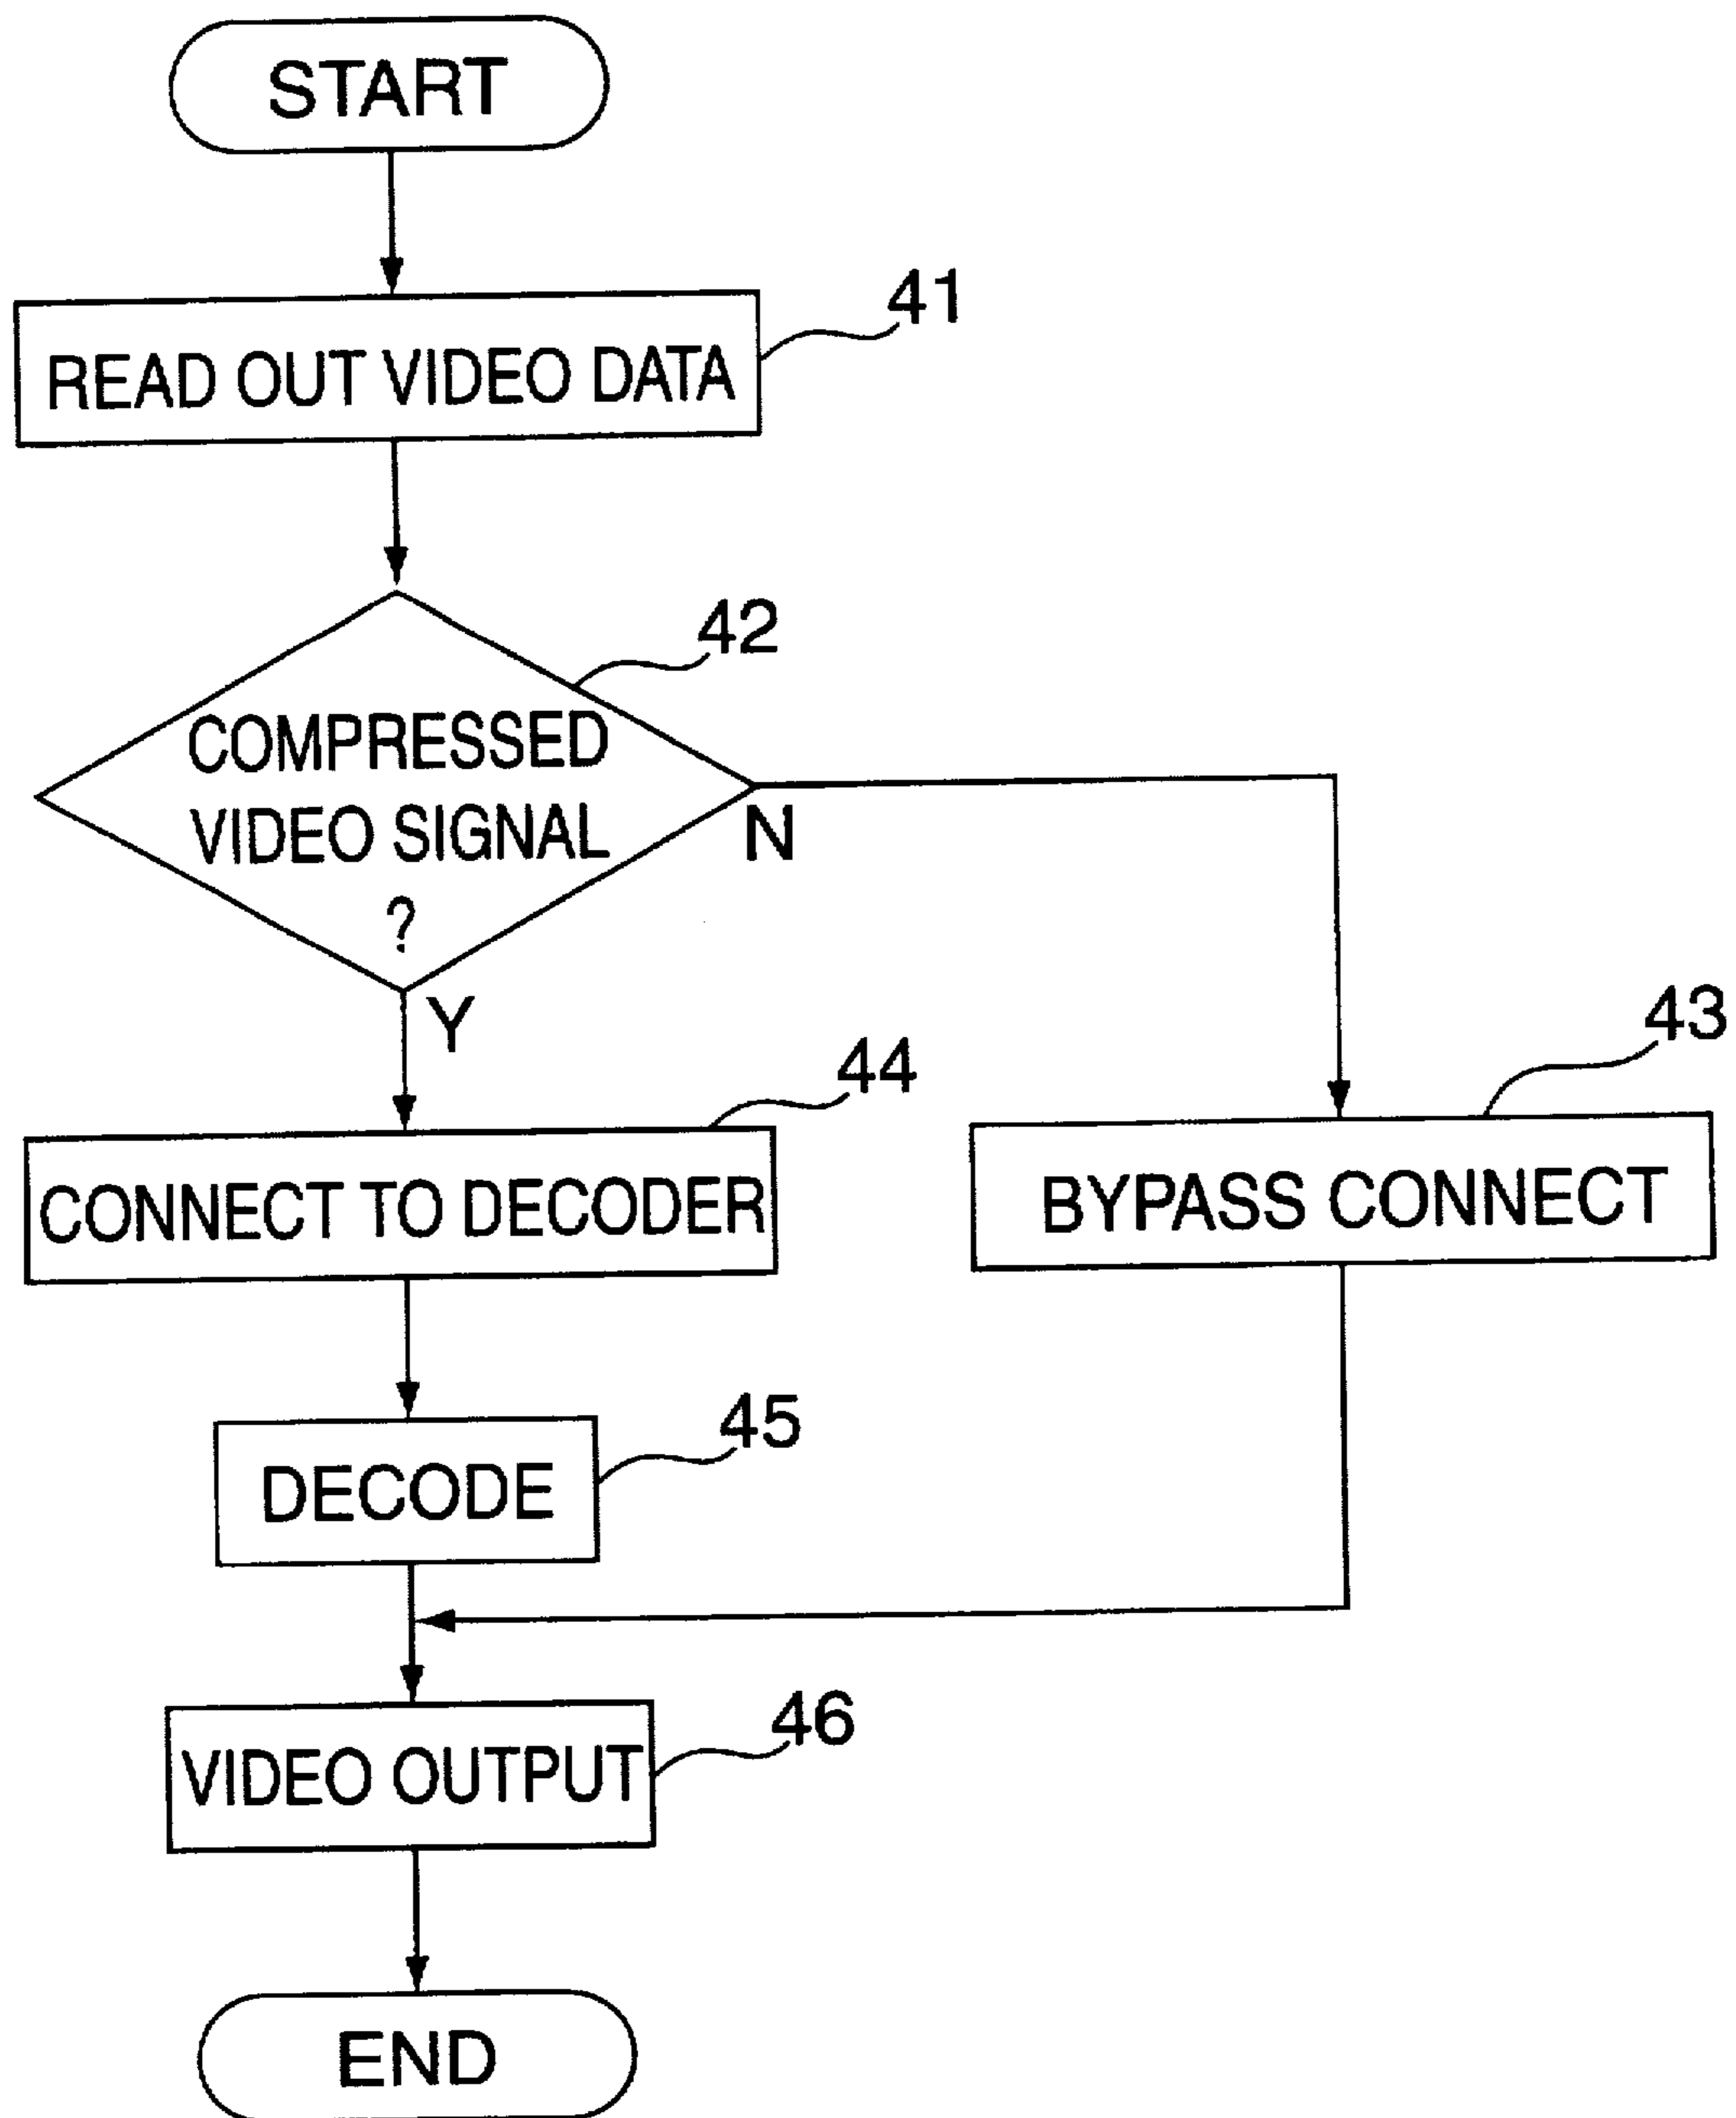 START
41
READ OUT VIDEO DATA
42
COMPRESSED
VIDEO SIGNAL
?
N
Y
43
44
CONNECT TO DECODER
BYPASS CONNECT
45
DECODE
46
VIDEO OUTPUT
END